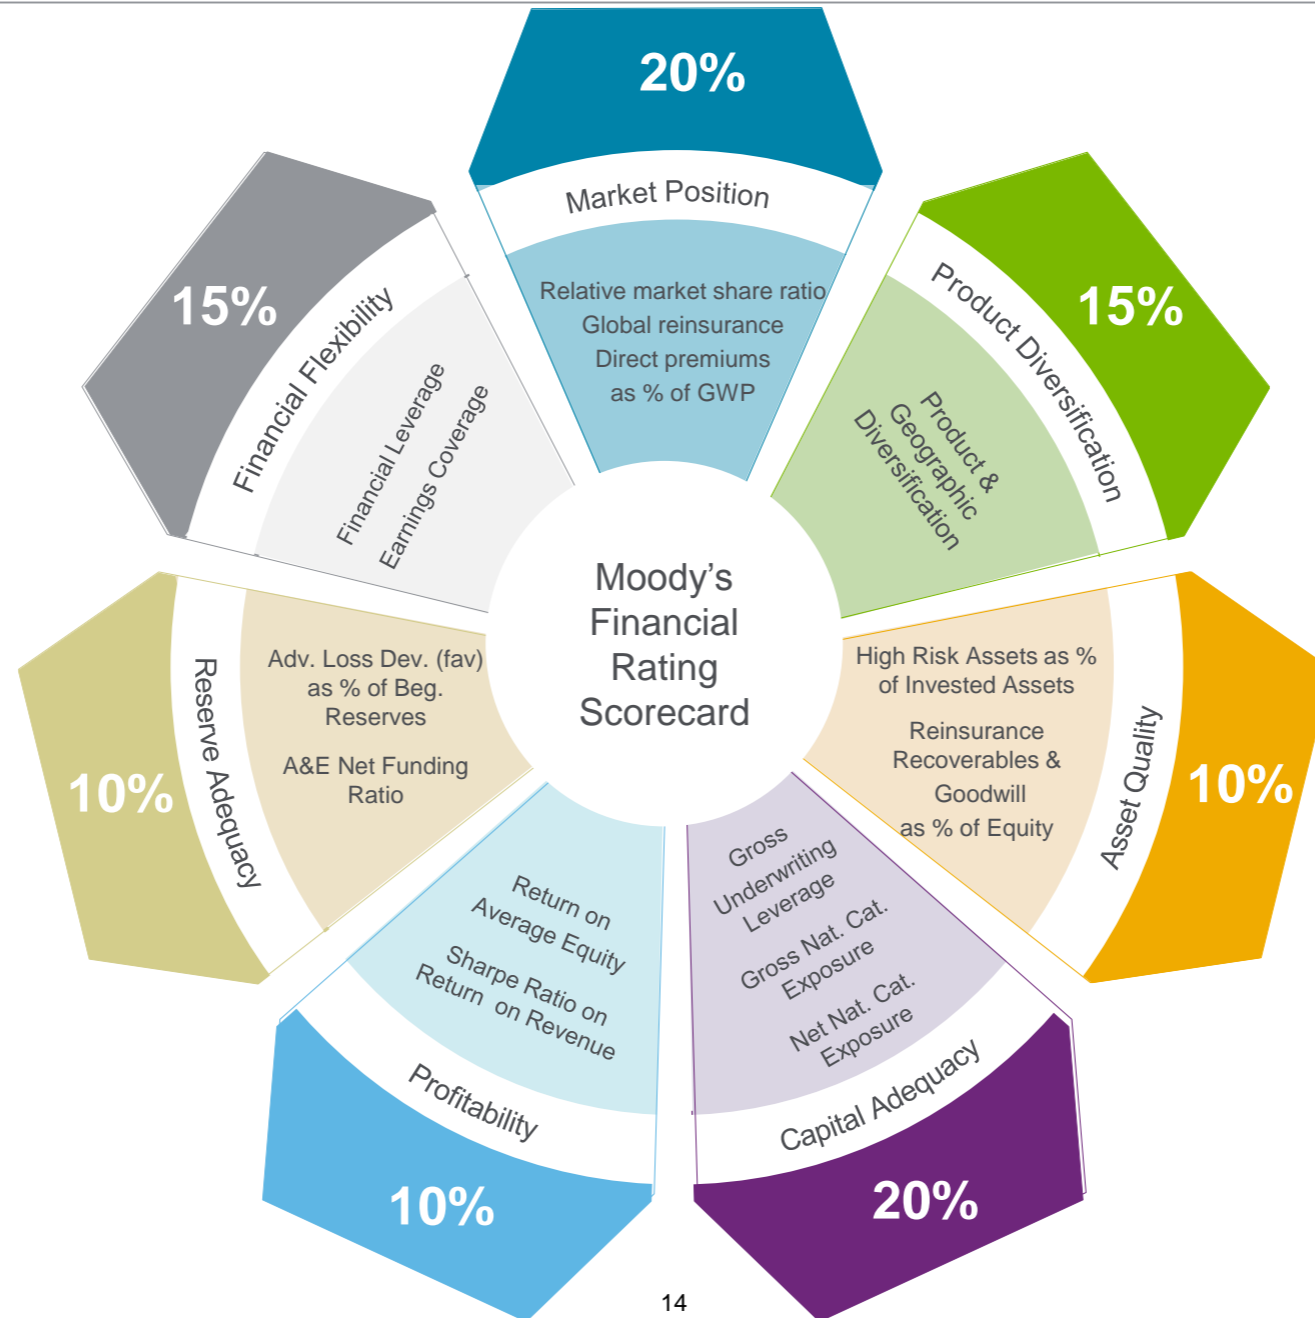 20%
Market Position
Relative market share ratio
Global reinsurance
Direct premiums
as % of GWP
15%
Product Diversification
Product &
Geographic
Diversification
10%
Asset Quality
High Risk Assets as %
of Invested Assets
Reinsurance
Recoverables &
Goodwill
as % of Equity
20%
Capital Adequacy
Gross
Underwriting
Leverage
Gross Nat. Cat.
Exposure
Net Nat. Cat.
Exposure
10%
Profitability
Return on
Average Equity
Sharpe Ratio on
Return on Revenue
10%
Reserve Adequacy
Adv. Loss Dev. (fav)
as % of Beg.
Reserves
A&E Net Funding
Ratio
15%
Financial Flexibility
Financial Leverage
Earnings Coverage
Moody’s
Financial
Rating
Scorecard
14